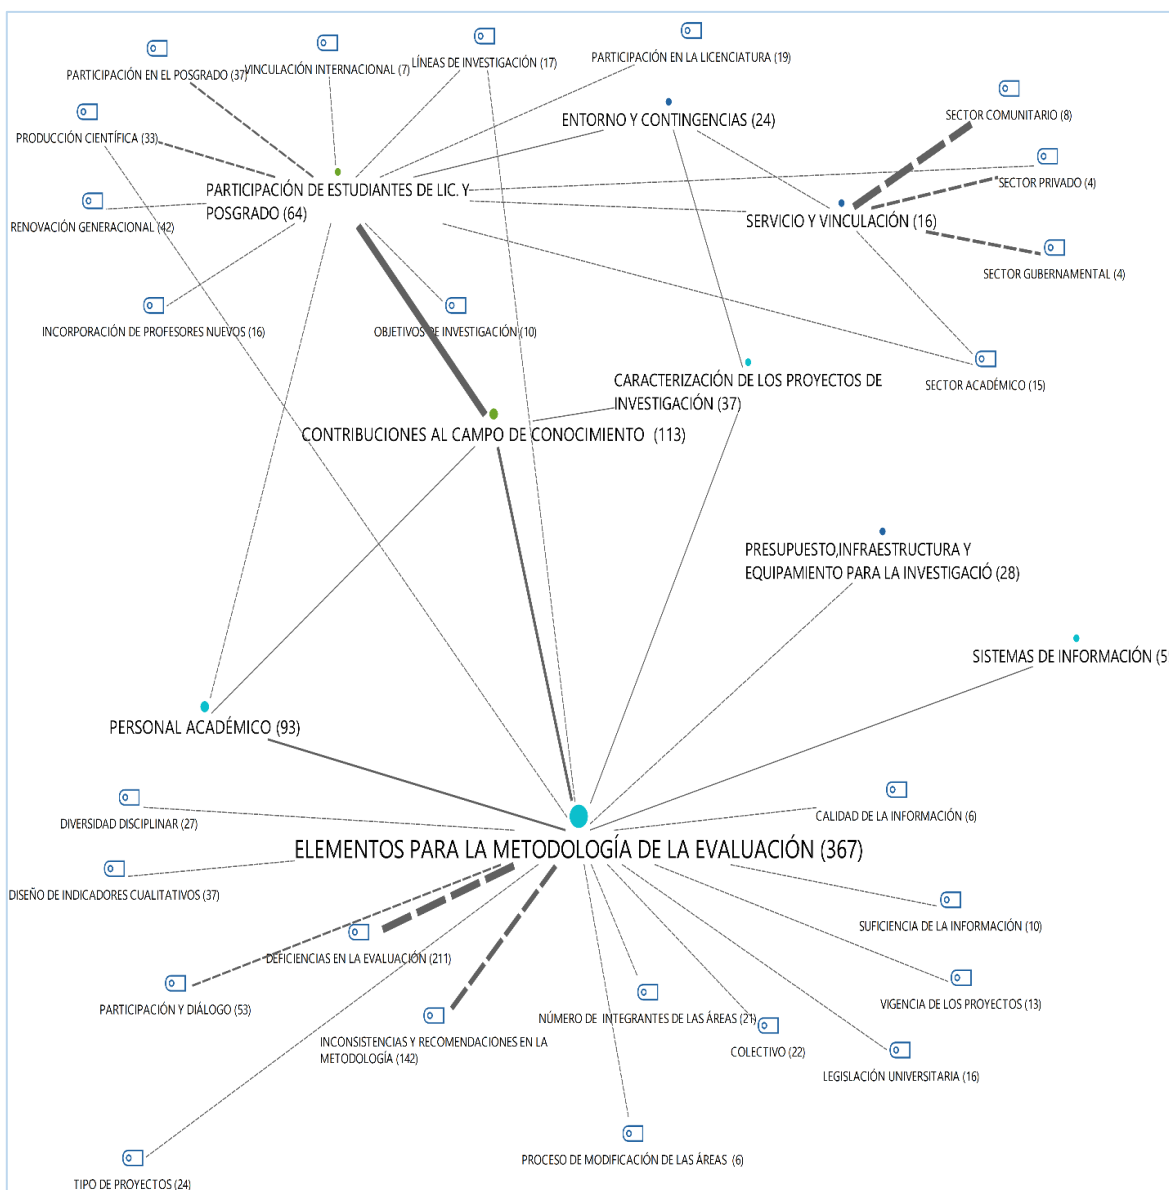 LÍNEAS DE INVESTIGACIÓN (17)
PARTICIPACIÓN EN LA LICENCIATURA (19)
VINCULACIÓN INTERNACIONAL (7)
PARTICIPACIÓN EN EL POSGRADO (37)
SECTOR COMUNITARIO (8)
ENTORNO Y CONTINGENCIAS (24)
PRODUCCIÓN CIENTÍFICA (33)
SECTOR PRIVADO (4)
PARTICIPACIÓN DE ESTUDIANTES DE LIC. Y
POSGRADO (64)
SERVICIO Y VINCULACIÓN (16)
RENOVACIÓN GENERACIONAL (42)
SECTOR GUBERNAMENTAL (4)
INCORPORACIÓN DE PROFESORES NUEVOS (16)
OBJETIVOS DE INVESTIGACIÓN (10)
CARACTERIZACIÓN DE LOS PROYECTOS DE
INVESTIGACIÓN (37)
SECTOR ACADÉMICO (15)
CONTRIBUCIONES AL CAMPO DE CONOCIMIENTO (113)
PRESUPUESTO,INFRAESTRUCTURA Y
EQUIPAMIENTO PARA LA INVESTIGACIÓ (28)
SISTEMAS DE INFORMACIÓN
PERSONAL ACADÉMICO (93)
CALIDAD DE LA INFORMACIÓN (6)
DIVERSIDAD DISCIPLINAR (27)
ELEMENTOS PARA LA METODOLOGÍA DE LA EVALUACIÓN (367)
DISEÑO DE INDICADORES CUALITATIVOS (37)
SUFICIENCIA DE LA INFORMACIÓN (10)
DEFICIENCIAS EN LA EVALUACIÓN (211)
PARTICIPACIÓN Y DIÁLOGO (53)
VIGENCIA DE LOS PROYECTOS (13)
NÚMERO DE INTEGRANTES DE LAS ÁREAS (21)
INCONSISTENCIAS Y RECOMENDACIONES EN LA
METODOLOGÍA (142)
COLECTIVO (22)
LEGISLACIÓN UNIVERSITARIA (16)
PROCESO DE MODIFICACIÓN DE LAS ÁREAS (6)
TIPO DE PROYECTOS (24)